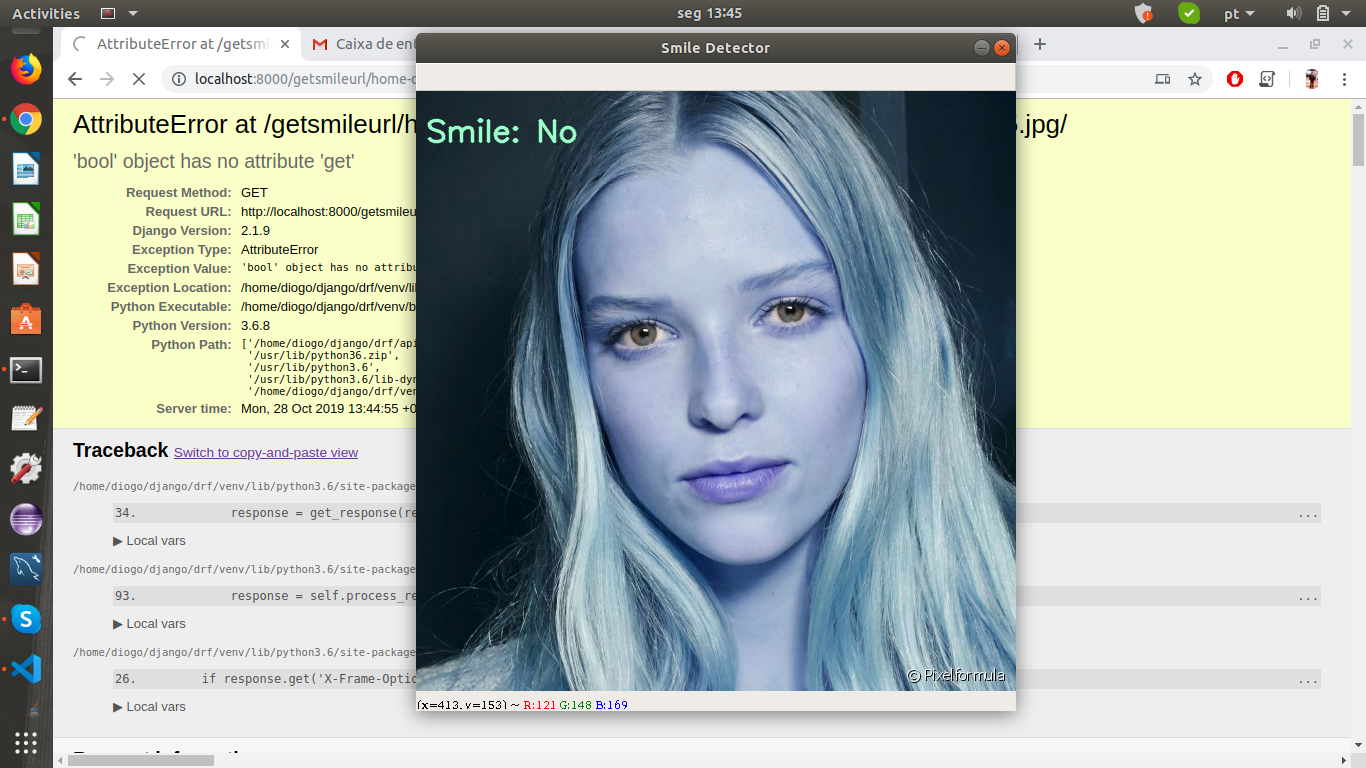 Activities
seg 13:45
pt
AttributeError at /getsmi
Caixa de ent
Smile Detector
localhost:8000/getsmileurl/home-
AttributeError at /getsmileurl/h
.jpg/
'bool' object has no attribute 'get'
Request Method: GET
Request URL: http://localhost:8000/getsmileu
Django Version: 2.1.9
Exception Type: AttributeError
Exception Value: 'bool' object has no attribu
Exception Location: /home/diogo/django/drf/venv/li
Python Executable: /home/diogo/django/drf/venv/b
Python Version: 3.6.8
Python Path: ['/home/diogo/django/drf/api
'/usr/lib/python36.zip',
'/usr/lib/python3.6',
'/usr/lib/python3.6/lib-dyn
'/home/diogo/django/drf/ven
Server time: Mon, 28 Oct 2019 13:44:55 +0
Smile: No
Traceback Switch to copy-and-paste view
/home/diogo/django/drf/venv/lib/python3.6/site-package
34. response = get_response(re
...
▶ Local vars
/home/diogo/django/drf/venv/lib/python3.6/site-package
93. response = self.process_re
...
▶ Local vars
/home/diogo/django/drf/venv/lib/python3.6/site-package
26. if response.get('X-Frame-Optio
...
▶ Local vars
© Pixelformula
(x=413, y=153) ~ R:121 G:148 B:169